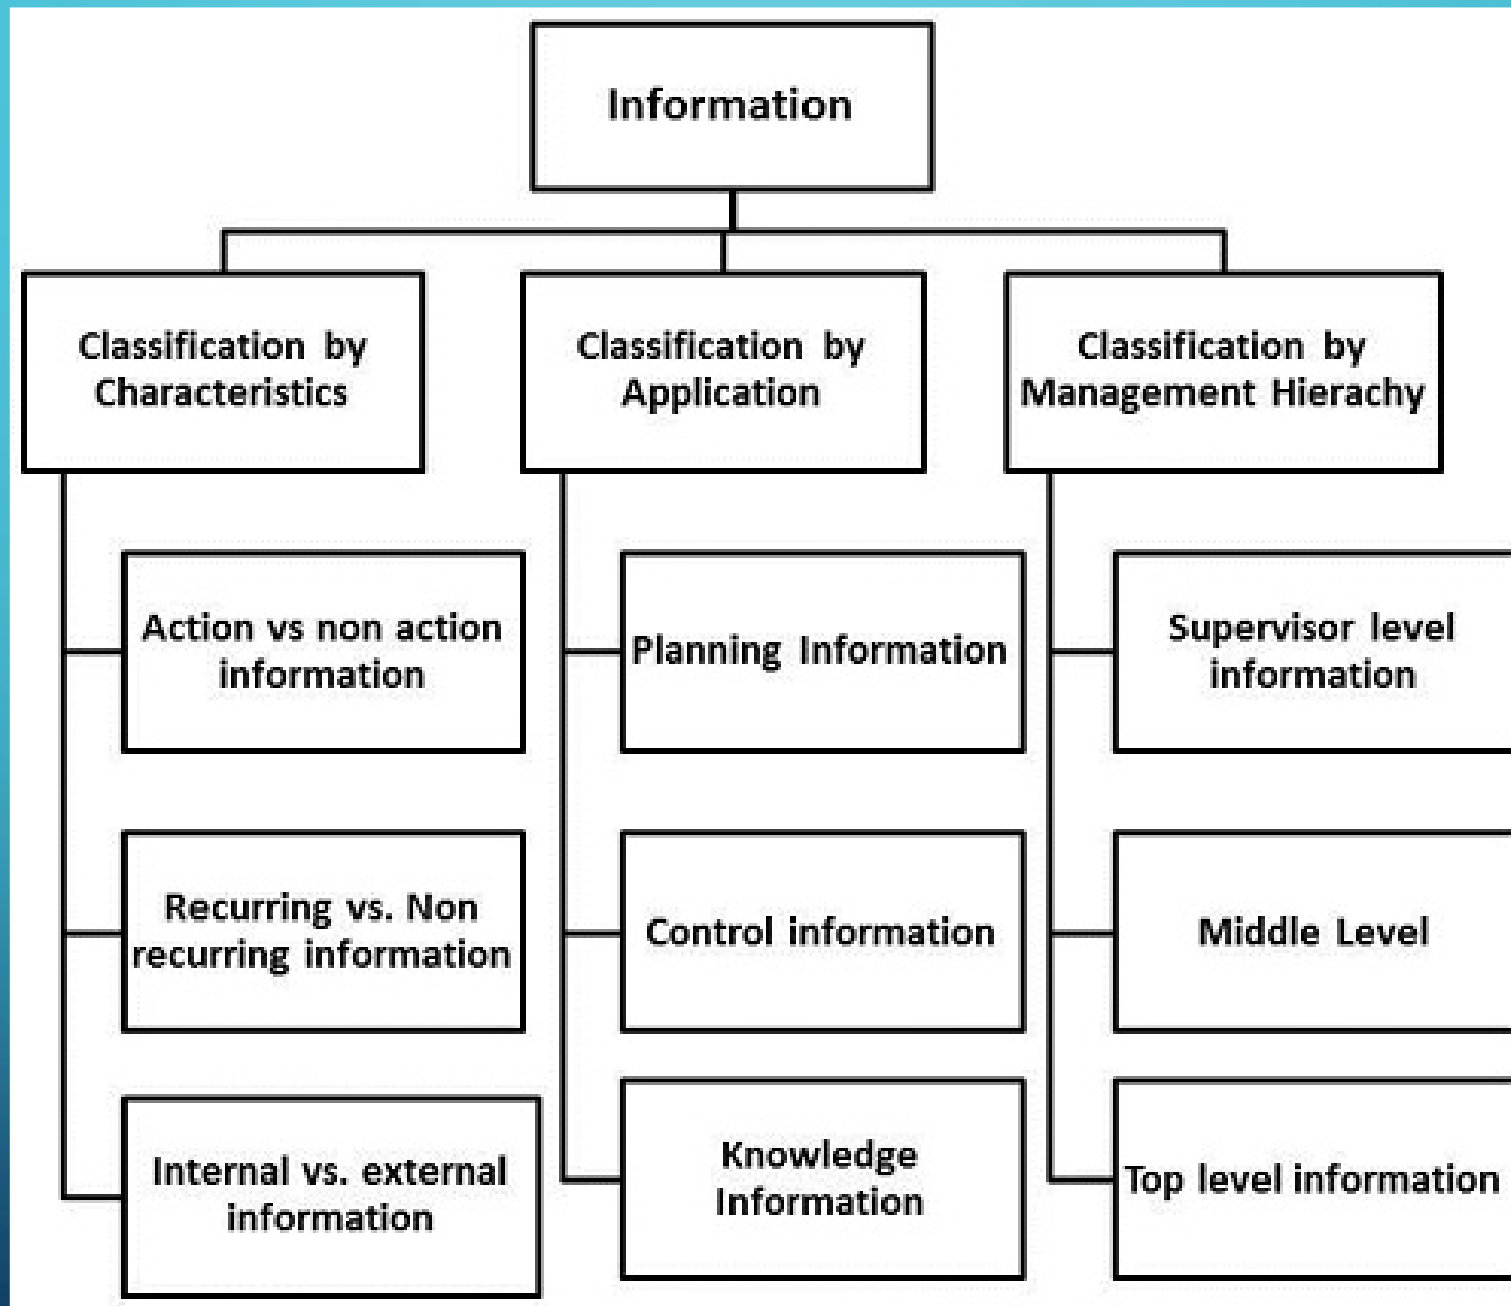 Information
Classification by
Characteristics
Classification by
Application
Classification by
Management Hierachy
Action vs non action
information
Planning Information
Supervisor level
information
Recurring vs. Non
recurring information
Control information
Middle Level
Internal vs. external
information
Knowledge
Information
Top level information